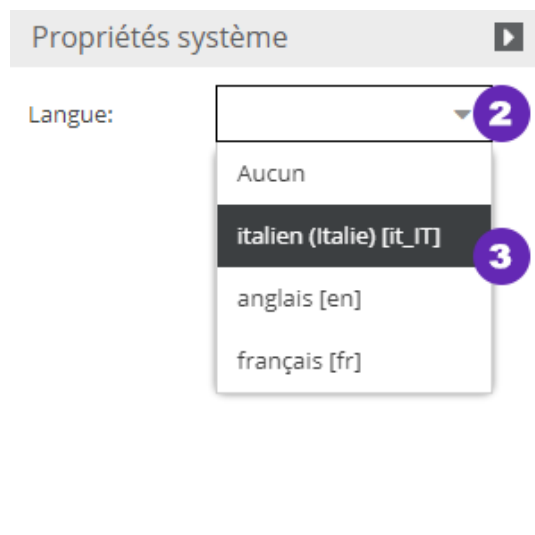 Propriétés système
Langue:
2
Aucun
italien (Italie) [it_IT]
3
anglais [en]
français [fr]